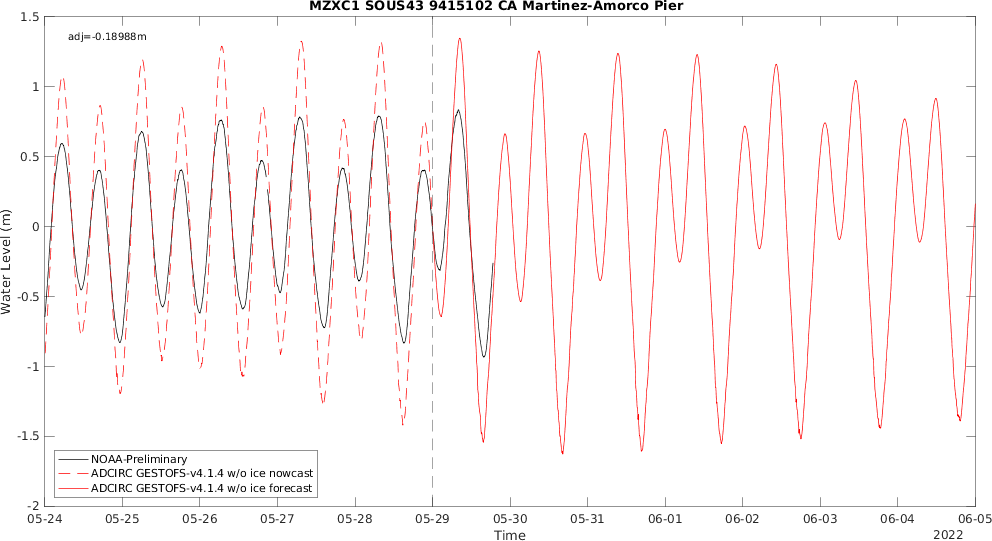 MZXC1 SOUS43 9415102 CA Martinez-Amorco Pier
adj=-0.18988m
1.5
1
0.5
0
-0.5
-1
-1.5
-2
Water Level (m)
NOAA-Preliminary
ADCIRC GESTOFS-v4.1.4 w/o ice nowcast
ADCIRC GESTOFS-v4.1.4 w/o ice forecast
05-24 05-25 05-26 05-27 05-28 05-29 05-30 05-31 06-01 06-02 06-03 06-04 06-05
Time
2022